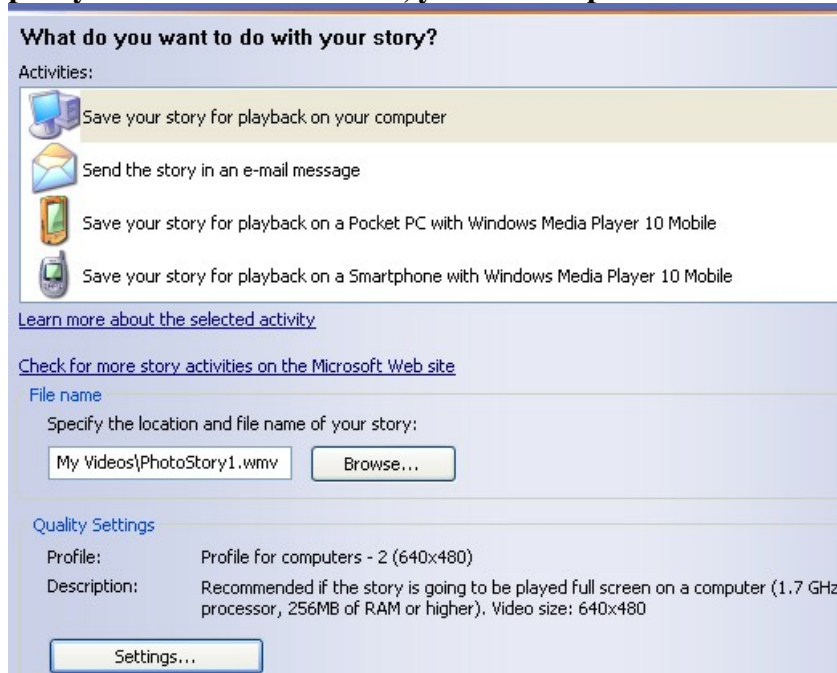 What do you want to do with your story?
Activities:
Save your story for playback on your computer
Send the story in an e-mail message
Save your story for playback on a Pocket PC with Windows Media Player 10 Mobile
Save your story for playback on a Smartphone with Windows Media Player 10 Mobile
Learn more about the selected activity
Check for more story activities on the Microsoft Web site
File name
Specify the location and file name of your story:
My Videos\PhotoStory1.wmv Browse...
Quality Settings
Profile: Profile for computers - 2 (640x480)
Description: Recommended if the story is going to be played full screen on a computer (1.7 GHz
processor, 256MB of RAM or higher). Video size: 640x480
Settings...